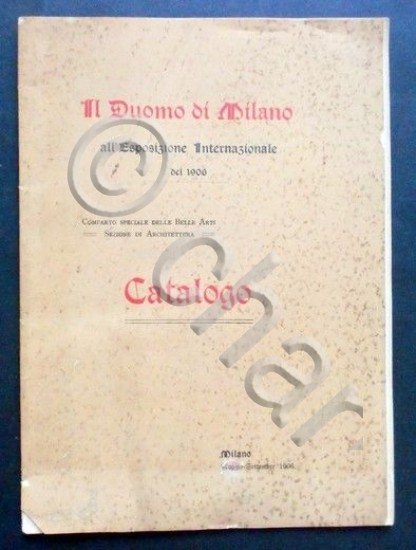 Il Duomo di Milano
all'Esposizione Internazionale
del 1906
Comparto speciale delle Belle Arti
Sezione di Architettura
Catalogo
Milano
Settembre 1906
© char